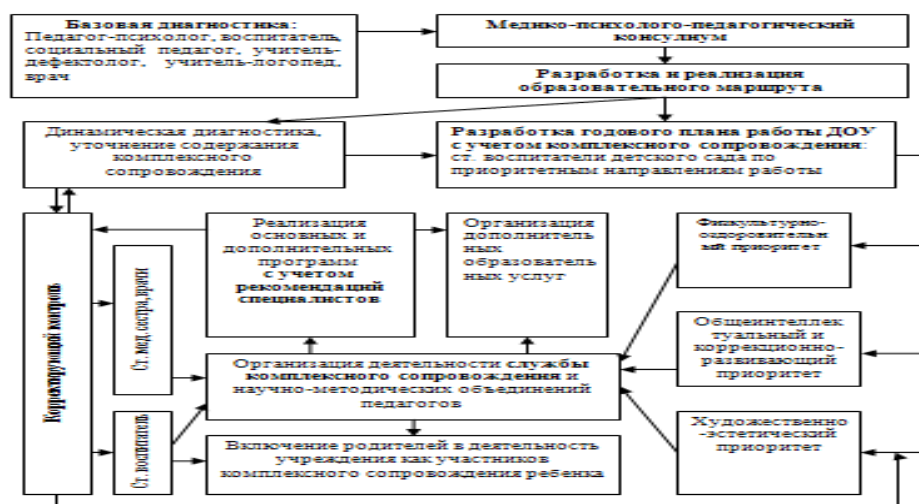 Базовая диагностика:
Педагог-психолог, воспитатель,
социальный педагог, учитель-
дефектолог, учитель-логопед,
врач
Медико-психолого-педагогический
консулиум
Разработка и реализация
образовательного маршрута
Динамическая диагностика,
уточнение содержания
комплексного
сопровождения
Разработка годового плана работы ДОУ
с учетом комплексного сопровождения:
ст. воспитатели детского сада по
приоритетным направлениям работы
Корректирующий контроль
Ст. мед. сестра, врачи
Ст. воспитатель
Реализация
основных и
дополнительных
программ
с учетом
рекомендаций
специалистов
Организация
дополнитель
ных
образователь
ных услуг
Физкультурно-
оздоровительн
ый приоритет
Общеинтеллек
туальный и
коррекционно-
развивающий
приоритет
Организация деятельности службы
комплексного сопровождения и
научно-методических объединений
педагогов
Художественно
-эстетический
приоритет
Включение родителей в деятельность
учреждения как участников
комплексного сопровождения ребенка